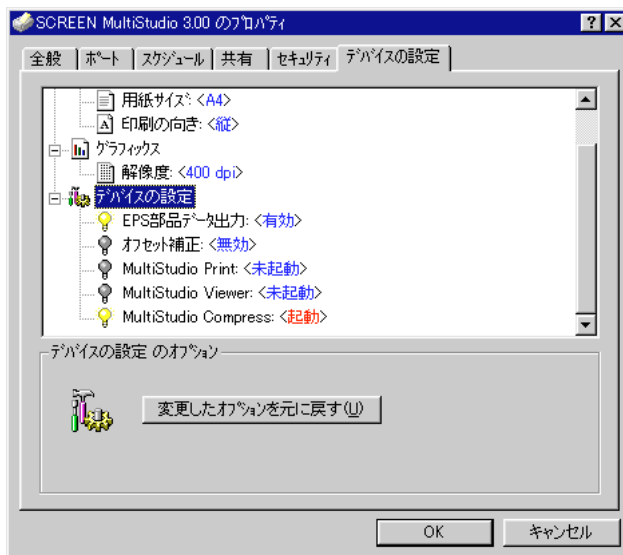 SCREEN MultiStudio 3.00 のプロパティ
全般 ポート スケジュール 共有 セキュリティ デバイスの設定
用紙サイズ: <A4>
印刷の向き: <縦>
グラフィックス
解像度: <400 dpi>
デバイスの設定
EPS部品データ出力: <有効>
オフセット補正: <無効>
MultiStudio Print: <未起動>
MultiStudio Viewer: <未起動>
MultiStudio Compress: <起動>
デバイスの設定 のオプション
変更したオプションを元に戻す(U)
OK キャンセル